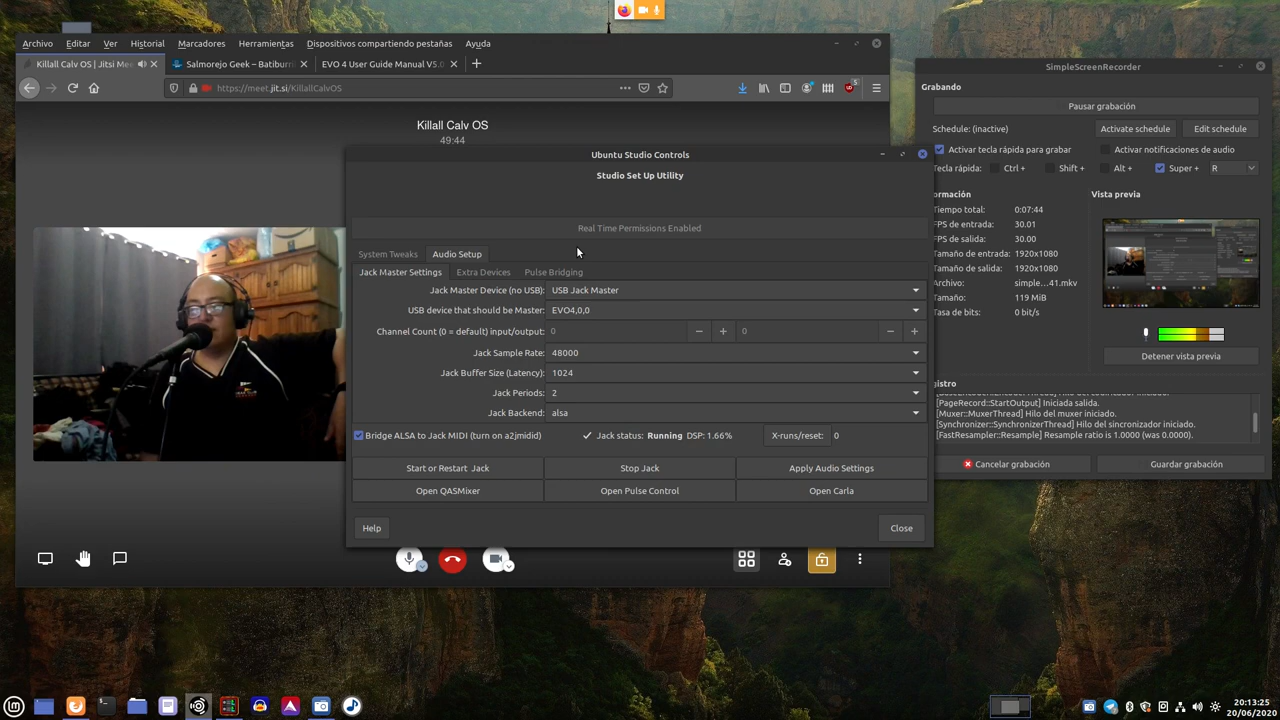 Archivo Editar Ver Historial Marcadores Herramientas Dispositivos compartiendo pestañas Ayuda
Killall Calv OS | Jitsi Mee
Salmorejo Geek – Batiburri
EVO 4 User Guide Manual V5.0
https://meet.jit.si/KillallCalvOS
5
Killall Calv OS
49:44
Ubuntu Studio Controls
Studio Set Up Utility
Real Time Permissions Enabled
System Tweaks Audio Setup
Jack Master Settings Extra Devices Pulse Bridging
Jack Master Device (no USB): USB Jack Master
USB device that should be Master: EVO4,0,0
Channel Count (0 = default) input/output: 0 0
Jack Sample Rate: 48000
Jack Buffer Size (Latency): 1024
Jack Periods: 2
Jack Backend: alsa
Bridge ALSA to Jack MIDI (turn on a2jmidid) Jack status: Running DSP: 1.66% X-runs/reset: 0
Start or Restart Jack Stop Jack Apply Audio Settings
Open QASMixer Open Pulse Control Open Carla
Help Close
SimpleScreenRecorder
Grabando
Pausar grabación
Schedule: (inactive) Activate schedule Edit schedule
Activar tecla rápida para grabar Activar notificaciones de audio
Tecla rápida: Ctrl + Shift + Alt + Super + R
ormación Vista previa
Tiempo total: 0:07:44
FPS de entrada: 30.01
FPS de salida: 30.00
Tamaño de entrada: 1920x1080
Tamaño de salida: 1920x1080
Archivo: simple…41.mkv
Tamaño: 119 MiB
Tasa de bits: 0 bit/s
Detener vista previa
gistro
[PageRecord::StartOutput] Iniciada salida.
[Muxer::MuxerThread] Hilo del muxer iniciado.
[Synchronizer::SynchronizerThread] Hilo del sincronizador iniciado.
[FastResampler::Resample] Resample ratio is 1.0000 (was 0.0000).
Cancelar grabación Guardar grabación
20:13:25
20/06/2020